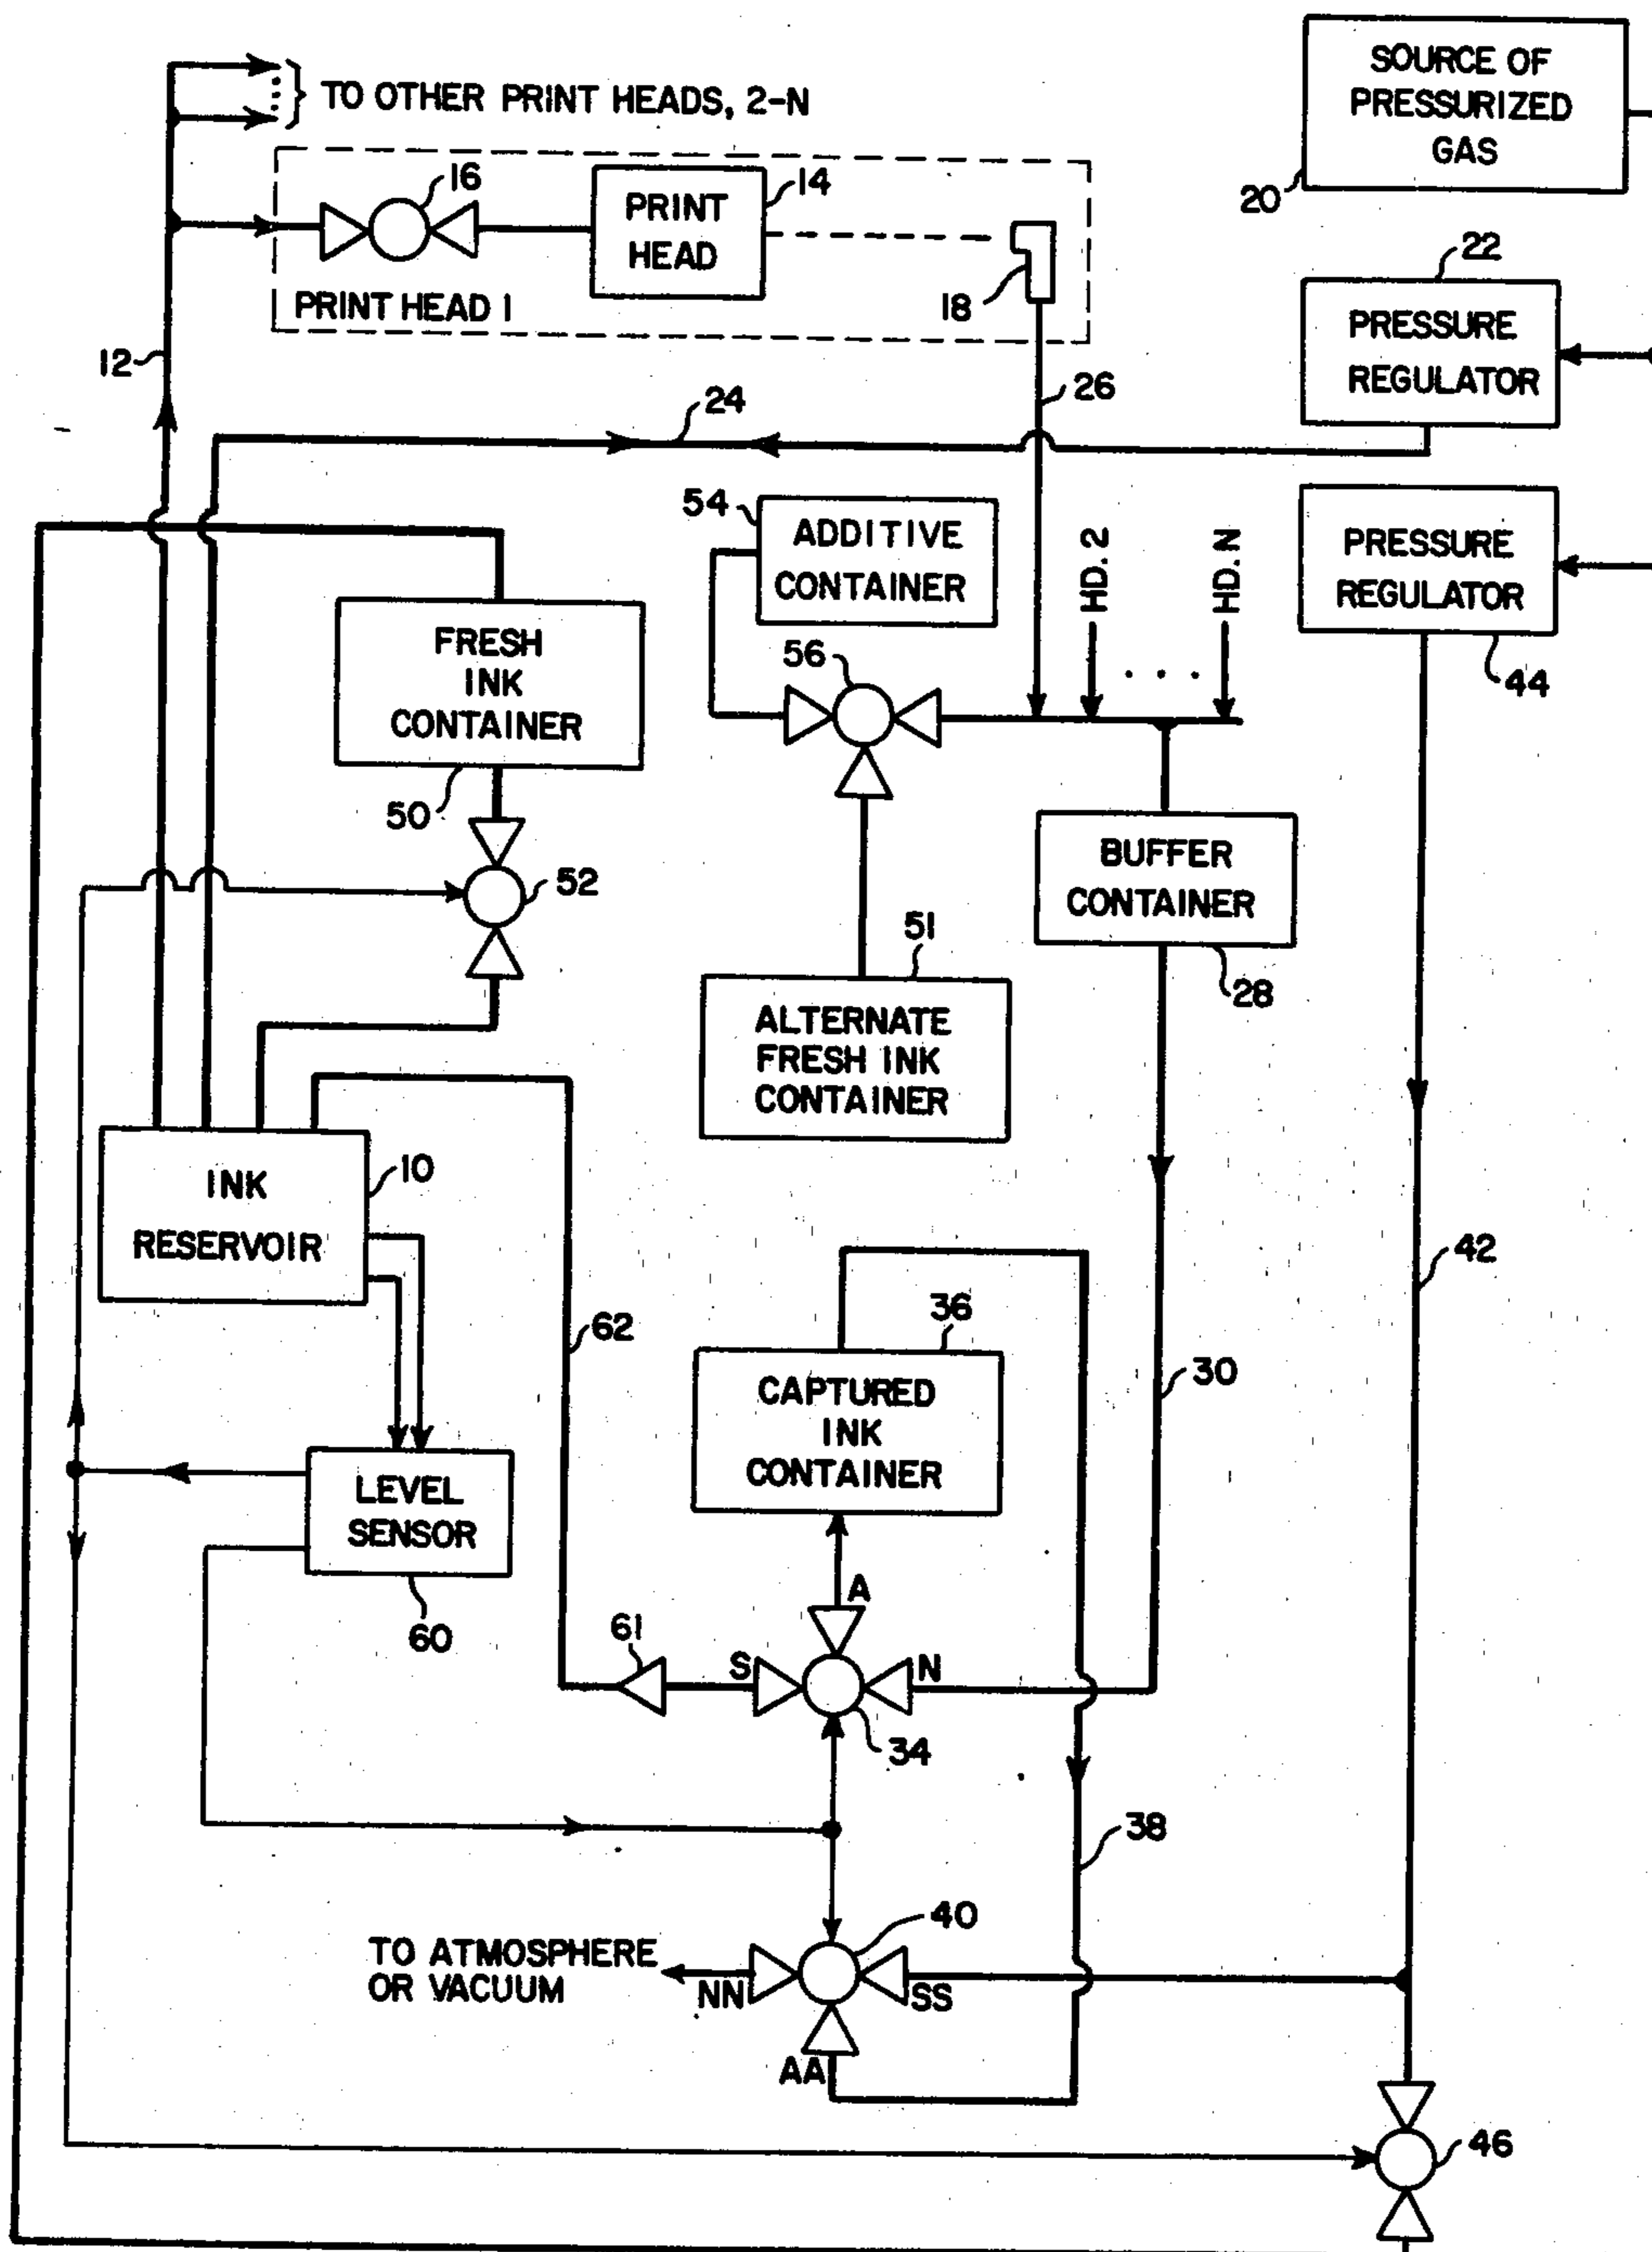 TO OTHER PRINT HEADS, 2-N
SOURCE OF
PRESSURIZED
GAS
20
16
14
PRINT
HEAD
18
PRINT HEAD 1
22
PRESSURE
REGULATOR
12
24
26
54
ADDITIVE
CONTAINER
HD. 2
HD. N
PRESSURE
REGULATOR
44
FRESH
INK
CONTAINER
50
56
52
BUFFER
CONTAINER
28
51
ALTERNATE
FRESH INK
CONTAINER
INK
RESERVOIR
10
42
62
36
CAPTURED
INK
CONTAINER
30
LEVEL
SENSOR
60
A
61
S
N
34
38
40
TO ATMOSPHERE
OR VACUUM
NN
SS
AA
46